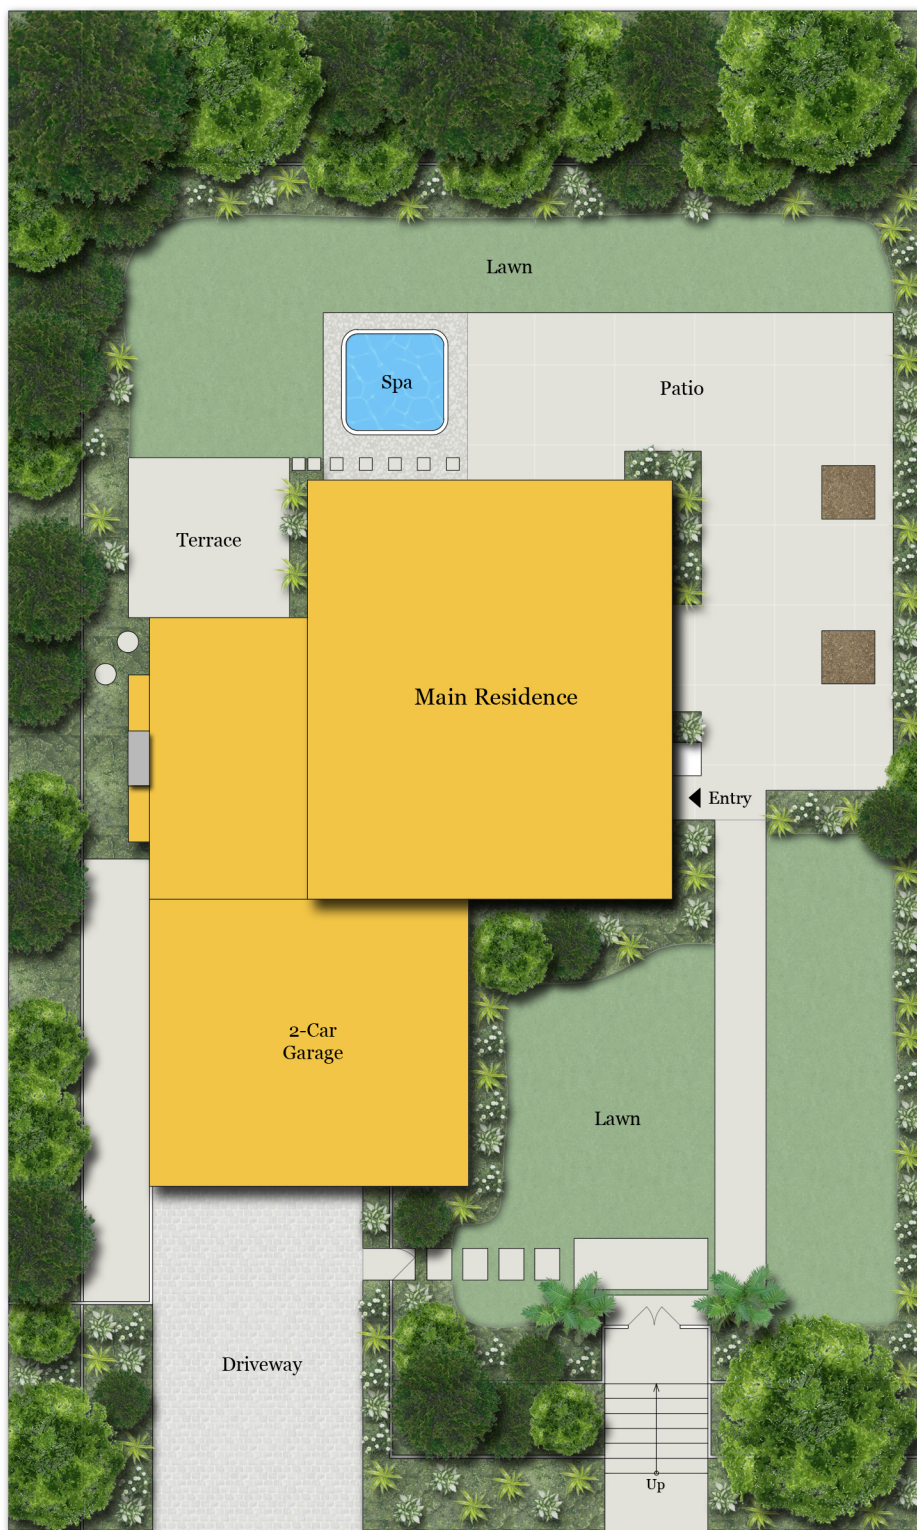 Lawn
Spa
Patio
Terrace
Main Residence
Entry
2-Car
Garage
Lawn
Driveway
Up